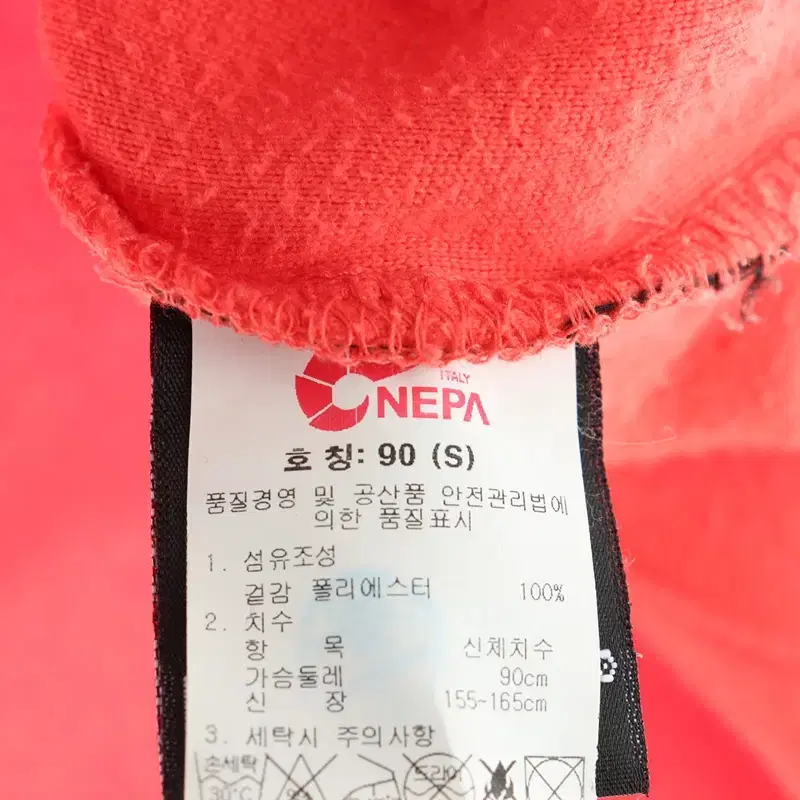 ITALY
NEPA
호 칭: 90 (S)
품질경영 및 공산품 안전관리법에
의한 품질표시
1. 섬유조성
겉감 폴리에스터 100%
2. 치수
항 목 신체치수
가슴둘레 90cm
신 장 155~165cm
3. 세탁시 주의사항
손세탁 드라이
30°C